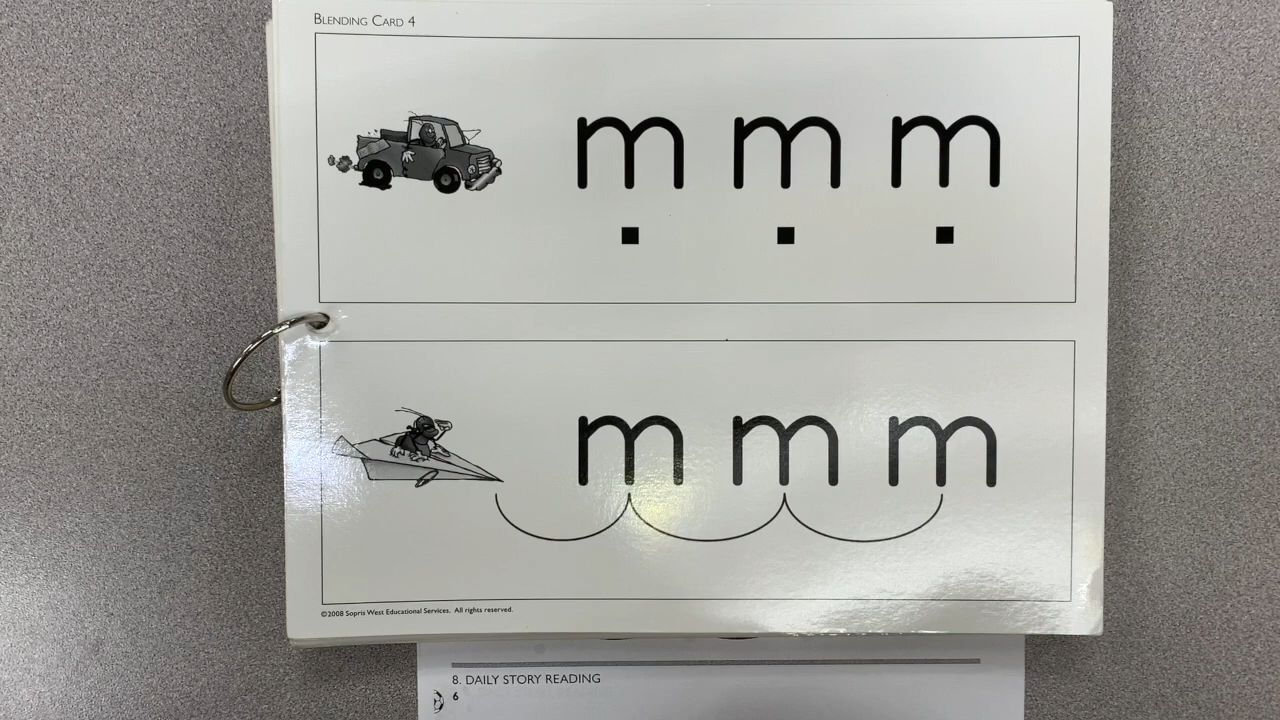 BLENDING CARD 4
m m m
m m m
©2008 Sopris West Educational Services. All rights reserved.
8. DAILY STORY READING
6